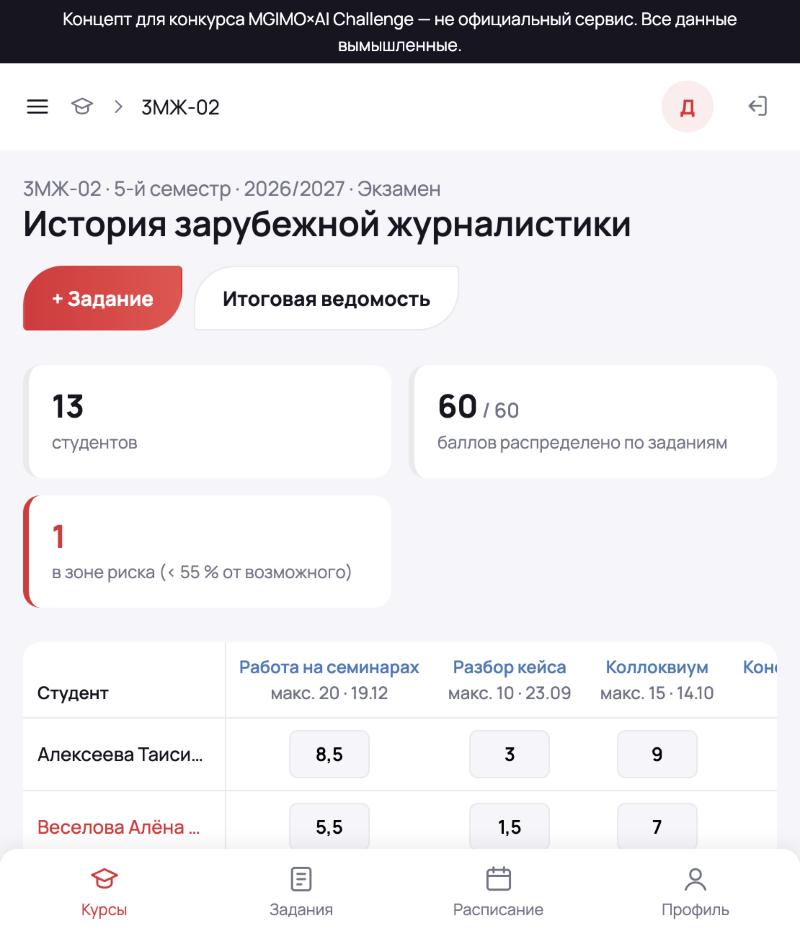 Концепт для конкурса MGIMO×AI Challenge — не официальный сервис. Все данные
вымышленные.
ЗМЖ-02
Д
ЗМЖ-02 · 5-й семестр · 2026/2027 · Экзамен
История зарубежной журналистики
+ Задание
Итоговая ведомость
13
студентов
60 / 60
баллов распределено по заданиям
1
в зоне риска (< 55 % от возможного)
Студент
Работа на семинарах
макс. 20 · 19.12
Разбор кейса
макс. 10 · 23.09
Коллоквиум
макс. 15 · 14.10
Алексеева Таиси...
8,5
3
9
Веселова Алёна ...
5,5
1,5
7
Курсы
Задания
Расписание
Профиль